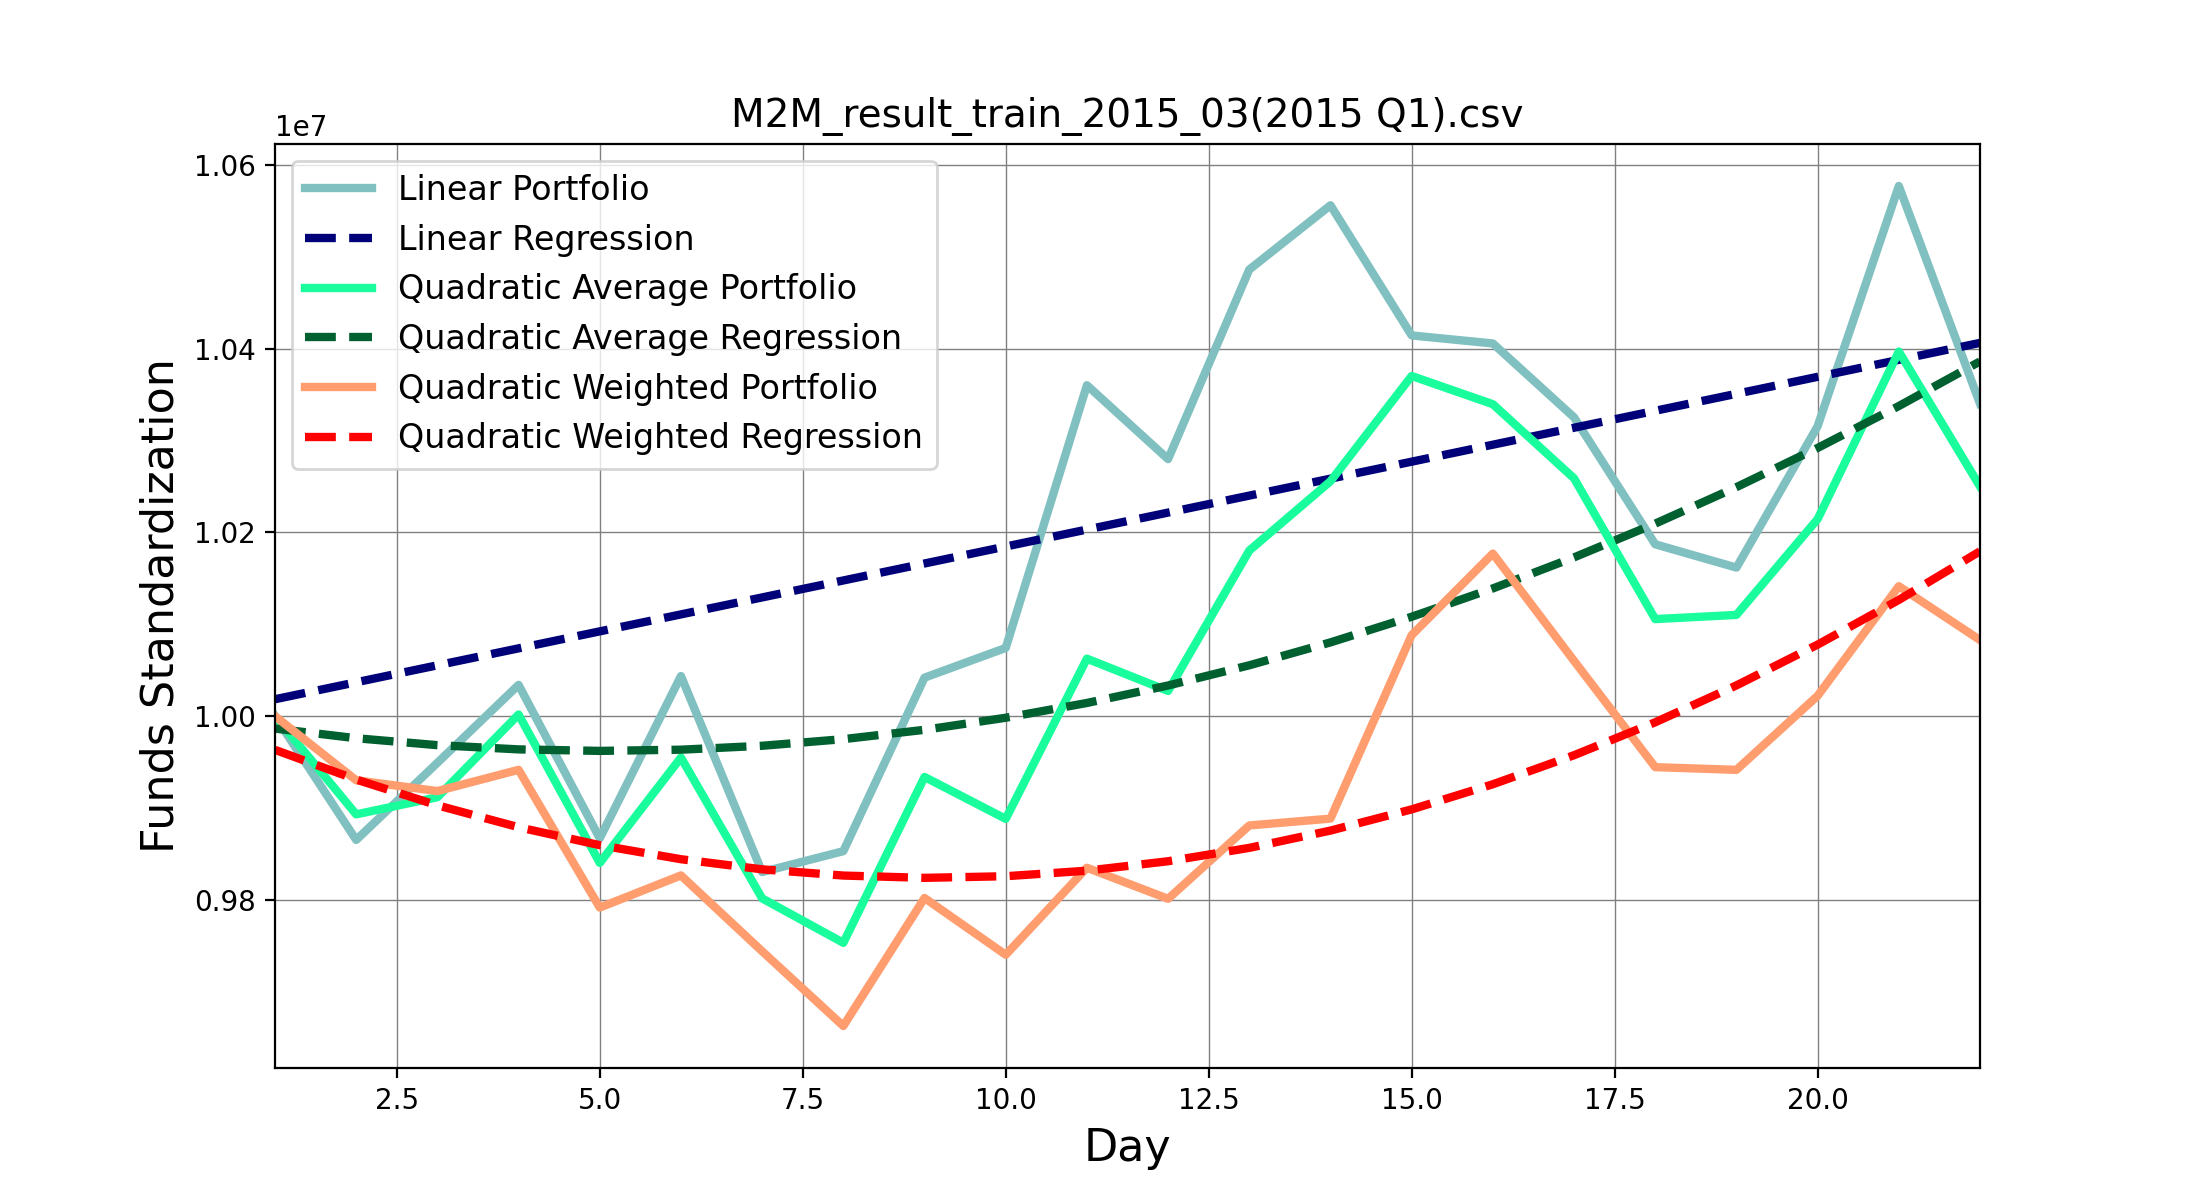 M2M_result_train_2015_03(2015 Q1).csv
1e7
1.06
1.04
1.02
1.00
0.98
Funds Standardization
Linear Portfolio
Linear Regression
Quadratic Average Portfolio
Quadratic Average Regression
Quadratic Weighted Portfolio
Quadratic Weighted Regression
2.5 5.0 7.5 10.0 12.5 15.0 17.5 20.0
Day